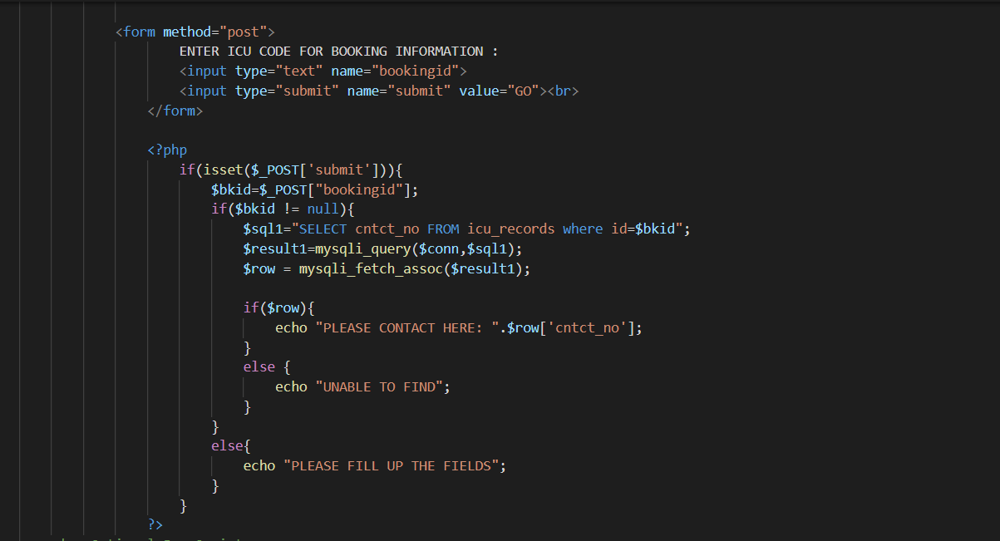 <form method="post">
ENTER ICU CODE FOR BOOKING INFORMATION :
<input type="text" name="bookingid">
<input type="submit" name="submit" value="GO"><br>
</form>
<?php
if(isset($_POST['submit'])){
$bkid=$_POST["bookingid"];
if($bkid != null){
$sql1="SELECT cntct_no FROM icu_records where id=$bkid";
$result1=mysqli_query($conn,$sql1);
$row = mysqli_fetch_assoc($result1);
if($row){
echo "PLEASE CONTACT HERE: ".$row['cntct_no'];
}
else {
echo "UNABLE TO FIND";
}
}
else{
echo "PLEASE FILL UP THE FIELDS";
}
}
?>